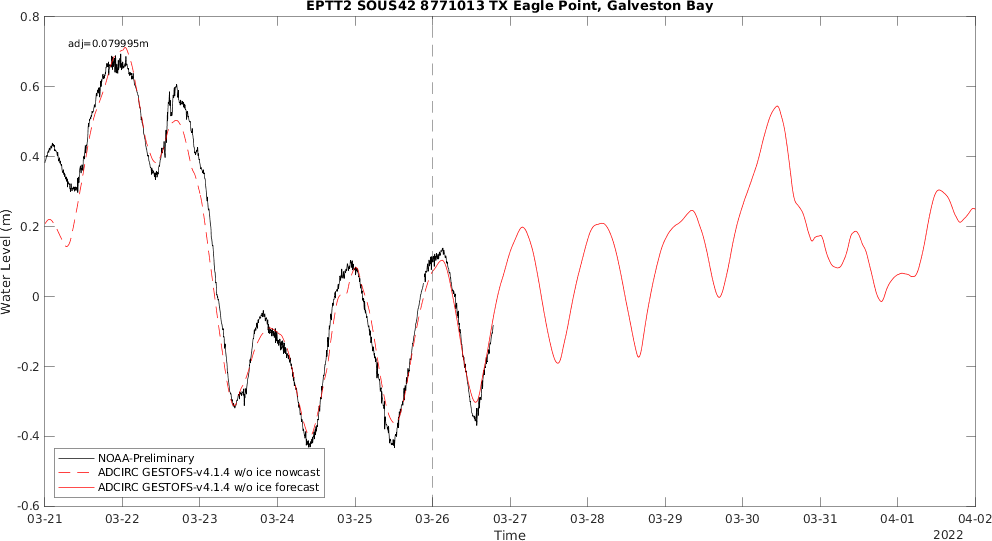 EPTT2 SOUS42 8771013 TX Eagle Point, Galveston Bay
0.8
adj=0.079995m
0.6
0.4
0.2
0
-0.2
-0.4
-0.6
Water Level (m)
NOAA-Preliminary
ADCIRC GESTOFS-v4.1.4 w/o ice nowcast
ADCIRC GESTOFS-v4.1.4 w/o ice forecast
03-21 03-22 03-23 03-24 03-25 03-26 03-27 03-28 03-29 03-30 03-31 04-01 04-02
Time
2022